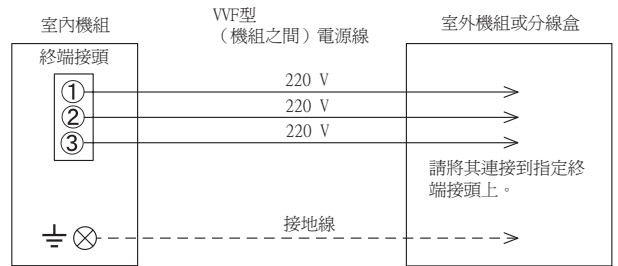 室內機組
VVF型
（機組之間）電源線
室外機組或分線盒
終端接頭
① 220 V
② 220 V
③ 220 V
請將其連接到指定終
端接頭上。
接地線